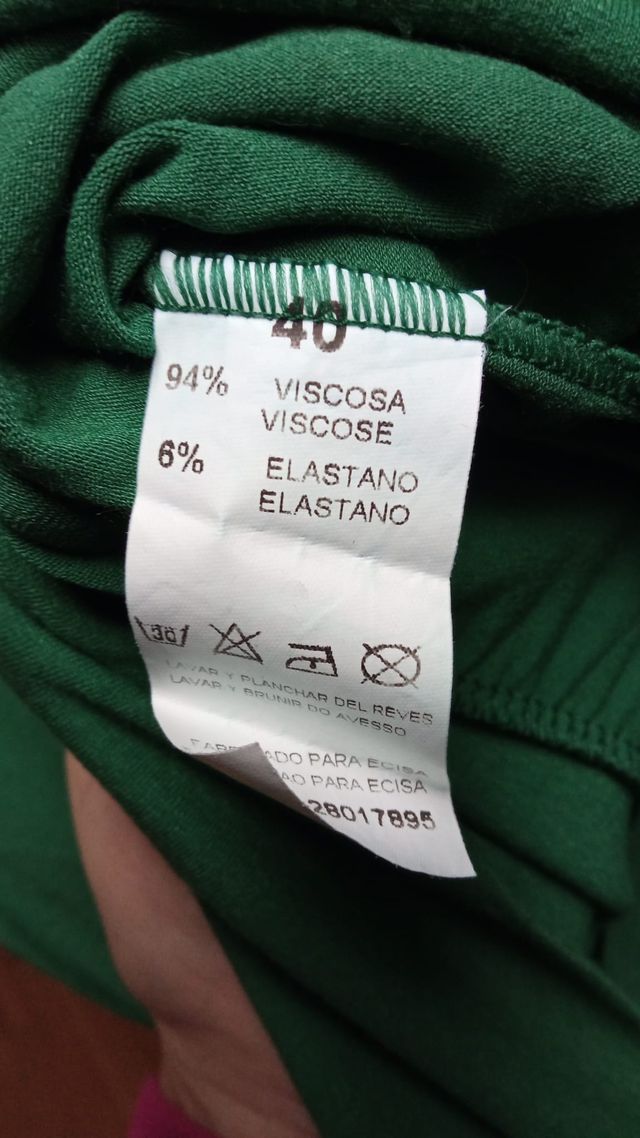 40
94% VISCOSA
VISCOSE
6% ELASTANO
ELASTANO
30
LAVAR Y PLANCHAR DEL REVES
LAVAR Y BRUNIR DO AVESSO
PARA ECISA
PARA ECISA
28017895